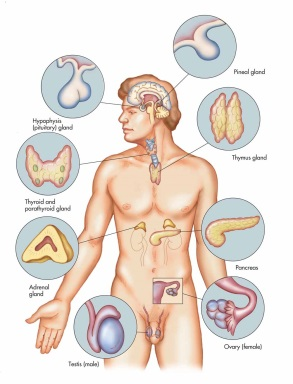 Pineal gland
Hypophysis
(pituitary) gland
Thymus gland
Thyroid and
parathyroid gland
Adrenal
gland
Pancreas
Ovary (female)
Testis (male)